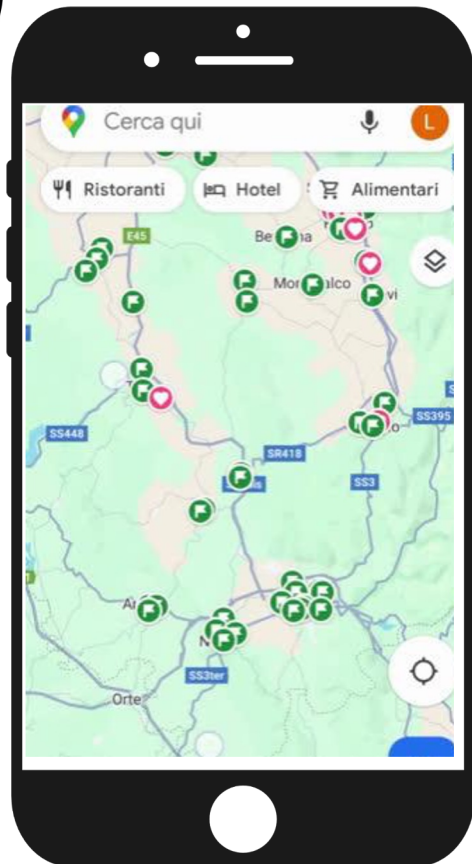 Cerca qui
L
Ristoranti
Hotel
Alimentari
E45
SS448
SS395
SR418
SS3
SS3ter
Orte